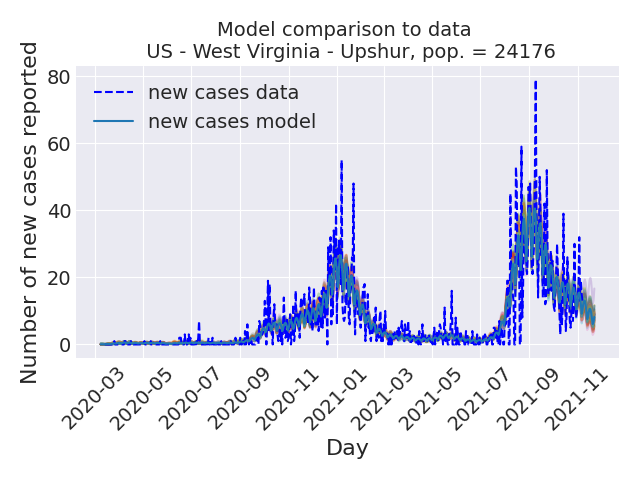 Model comparison to data
US - West Virginia - Upshur, pop. = 24176
Number of new cases reported
80
60
40
20
0
new cases data
new cases model
2020-03
2020-05
2020-07
2020-09
2020-11
2021-01
2021-03
2021-05
2021-07
2021-09
2021-11
Day